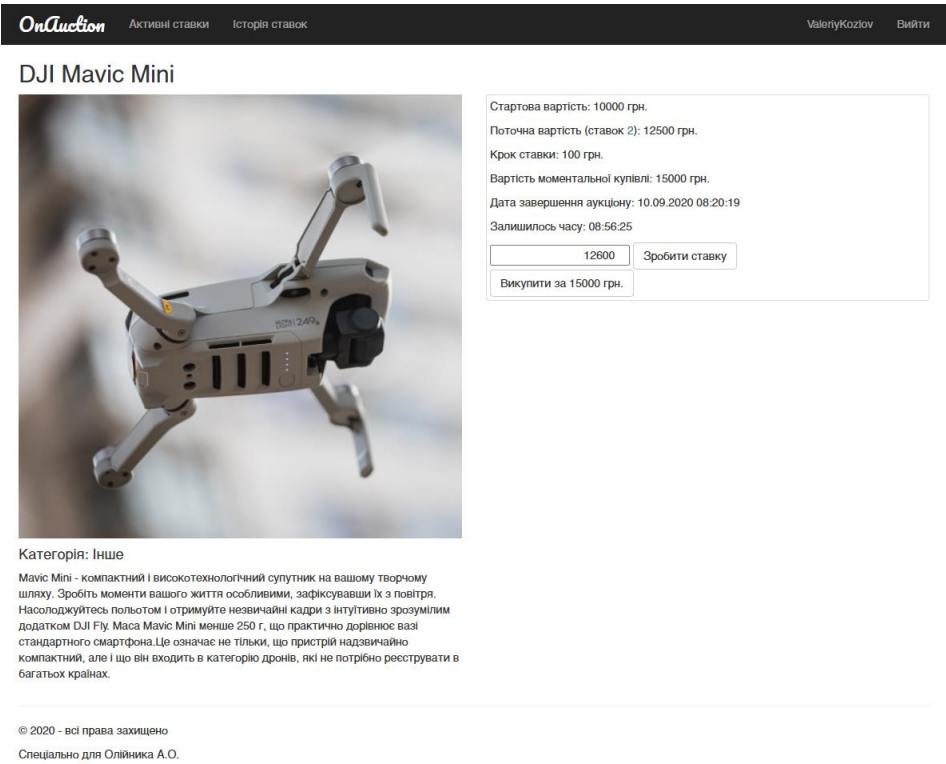 OnAuction Активні ставки Історія ставок ValeriyKozlov Вийти
DJI Mavic Mini
Стартова вартість: 10000 грн.
Поточна вартість (ставок 2): 12500 грн.
Крок ставки: 100 грн.
Вартість моментальної купівлі: 15000 грн.
Дата завершення аукціону: 10.09.2020 08:20:19
Залишилось часу: 08:56:25
12600 Зробити ставку
Викупити за 15000 грн.
ULTRA LIGHT 249g
Категорія: Інше
Mavic Mini - компактний і високотехнологічний супутник на вашому творчому
шляху. Зробіть моменти вашого життя особливими, зафіксувавши їх з повітря.
Насолоджуйтесь польотом і отримуйте незвичайні кадри з інтуїтивно зрозумілим
додатком DJI Fly. Маса Mavic Mini менше 250 г, що практично дорівнює вазі
стандартного смартфона.Це означає не тільки, що пристрій надзвичайно
компактний, але і що він входить в категорію дронів, які не потрібно реєструвати в
багатьох країнах.
© 2020 - всі права захищено
Спеціально для Олійника А.О.